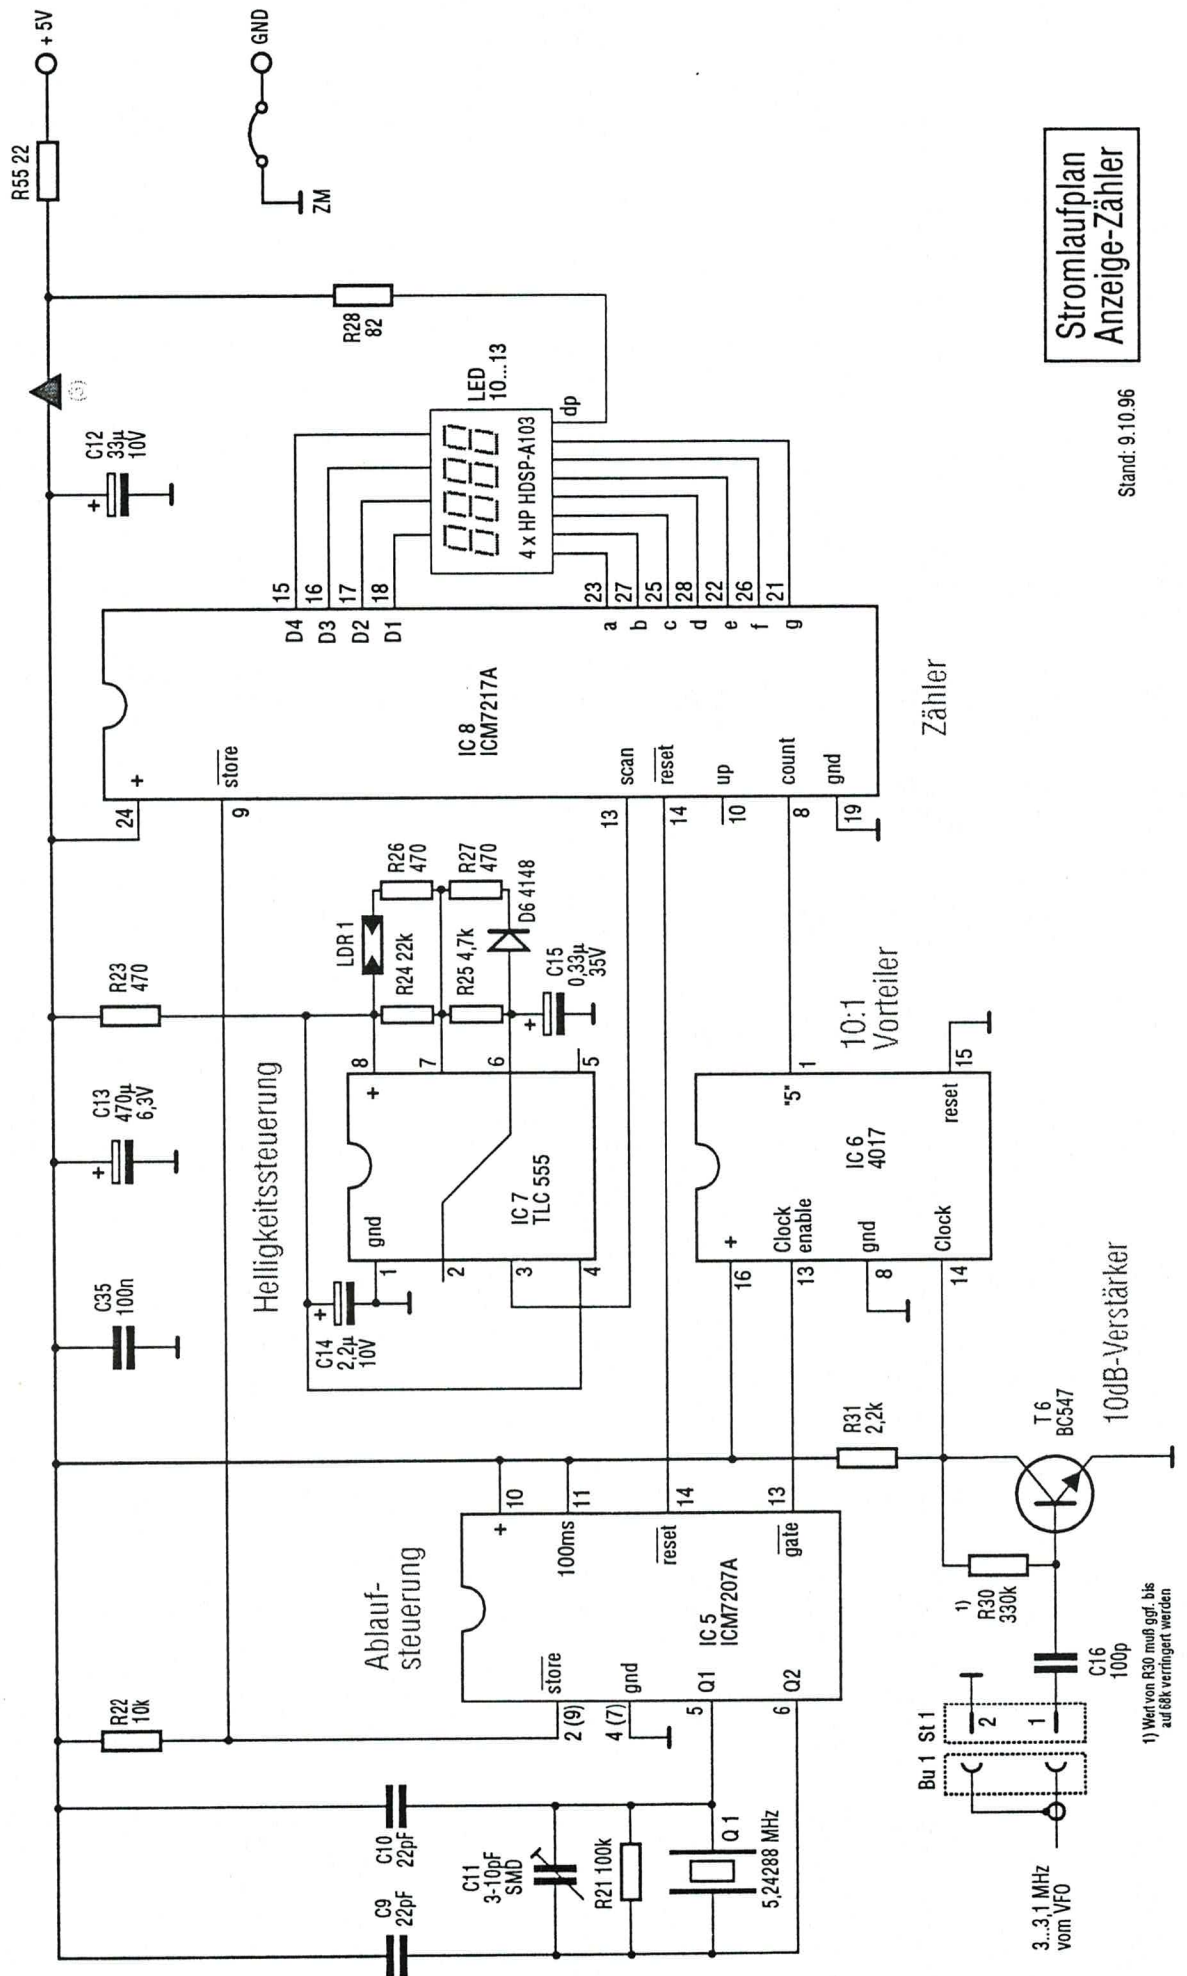 C9
22pF
C10
22pF
R22
10k
C35
100n
C13
470µ
6,3V
R23
470
C12
33µ
10V
R55 22
+ 5V
GND
ZM
R28
82
C11
3-10pF
SMD
R21 100k
Q 1
5,24288 MHz
Ablauf-
steuerung
IC 5
ICM7207A
store
2 (9)
gnd
4 (7)
Q1
5
Q2
6
+
10
100ms
11
reset
14
gate
13
Helligkeitssteuerung
C14
2,2µ
10V
+
IC 7
TLC 555
gnd
1
2
3
4
+
8
7
6
5
LDR 1
R26
470
R24 22k
R27
470
R25 4,7k
D6 4148
C15
0,33µ
35V
+
IC 8
ICM7217A
+
24
store
9
scan
13
reset
14
up
10
count
8
gnd
19
D4
15
D3
16
D2
17
D1
18
a
23
b
27
c
25
d
28
e
22
f
26
g
21
Zähler
LED
10...13
4 x HP HDSP-A103
dp
10:1
Vorteiler
IC 6
4017
+
16
Clock
enable
13
gnd
8
Clock
14
"5"
1
reset
15
R31
2,2k
T 6
BC547
10dB-Verstärker
1)
R30
330k
C16
100p
Bu 1
St 1
2
1
3...3,1 MHz
vom VFO
1) Wert von R30 muß ggf. bis
auf 68k verringert werden
(3)
+
+
Stand: 9.10.96
Stromlaufplan
Anzeige-Zähler